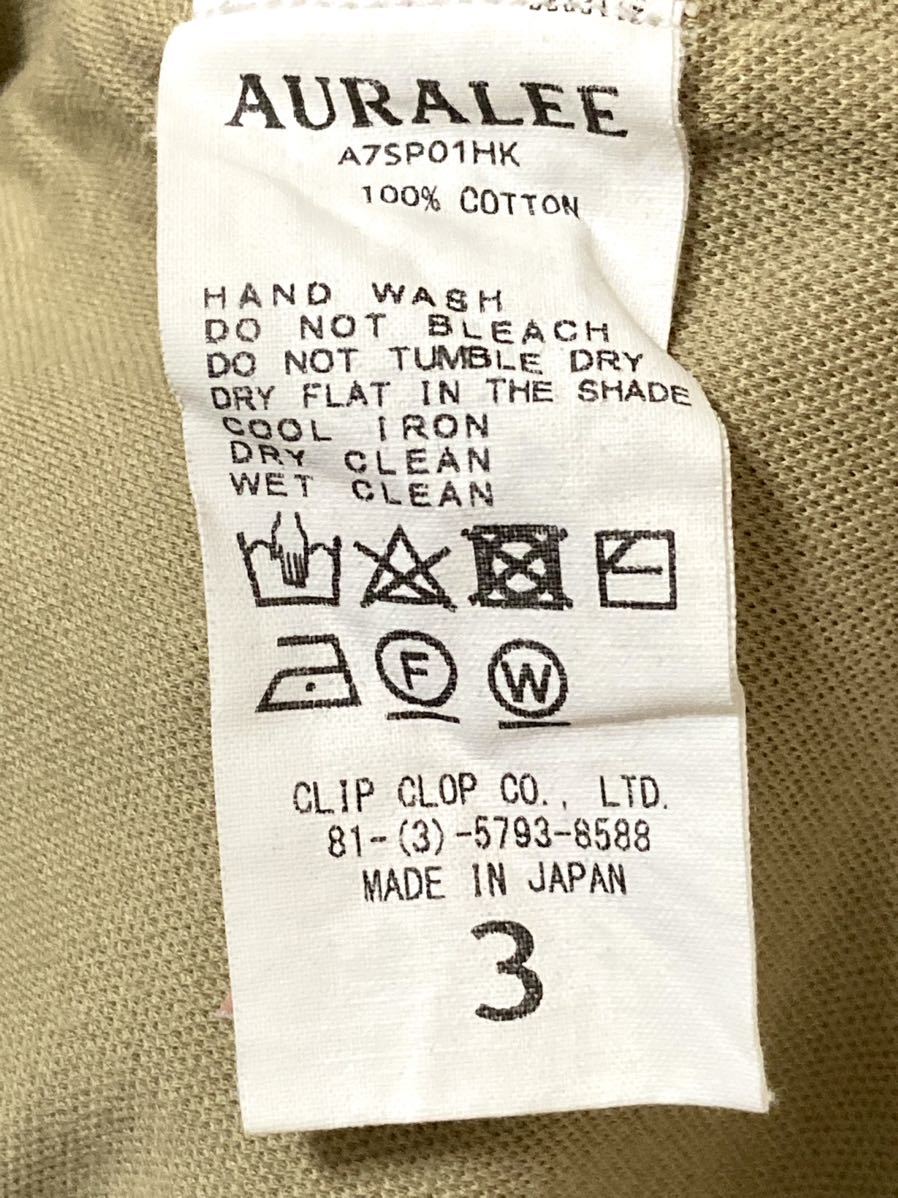 AURALEE
A7SP01HK
100% COTTON
HAND WASH
DO NOT BLEACH
DO NOT TUMBLE DRY
DRY FLAT IN THE SHADE
COOL IRON
DRY CLEAN
WET CLEAN
F W
CLIP CLOP CO., LTD.
81-(3)-5793-8588
MADE IN JAPAN
3